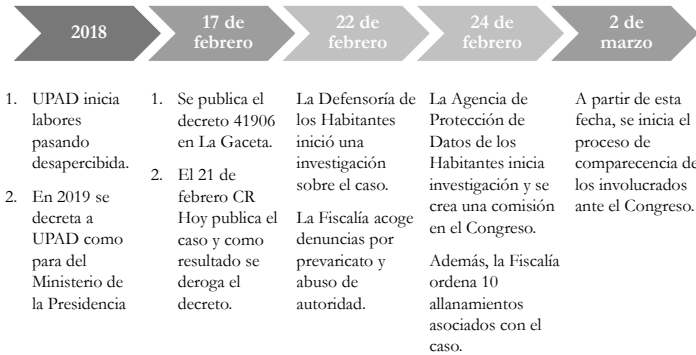 2018
17 de
febrero
22 de
febrero
24 de
febrero
2 de
marzo
1. UPAD inicia
labores
pasando
desapercibida.
2. En 2019 se
decreta a
UPAD como
para del
Ministerio de
la Presidencia
1. Se publica el
decreto 41906
en La Gaceta.
2. El 21 de
febrero CR
Hoy publica el
caso y como
resultado se
deroga el
decreto.
La Defensoría de
los Habitantes
inició una
investigación
sobre el caso.
La Fiscalía acoge
denuncias por
prevaricato y
abuso de
autoridad.
La Agencia de
Protección de
Datos de los
Habitantes inicia
investigación y se
crea una comisión
en el Congreso.
Además, la Fiscalía
ordena 10
allanamientos
asociados con el
caso.
A partir de esta
fecha, se inicia el
proceso de
comparecencia de
los involucrados
ante el Congreso.